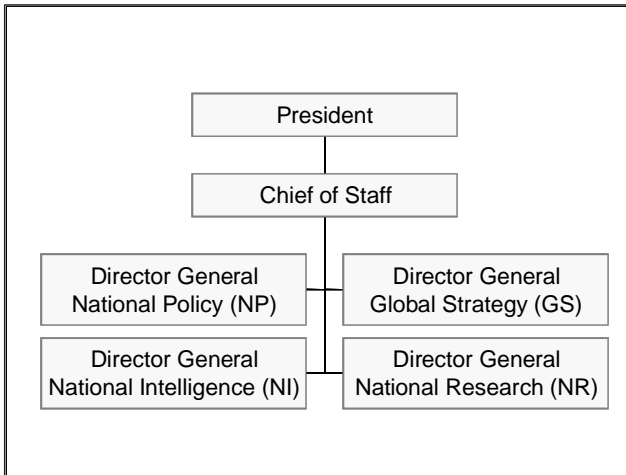 President
Chief of Staff
Director General
National Policy (NP)
Director General
Global Strategy (GS)
Director General
National Intelligence (NI)
Director General
National Research (NR)